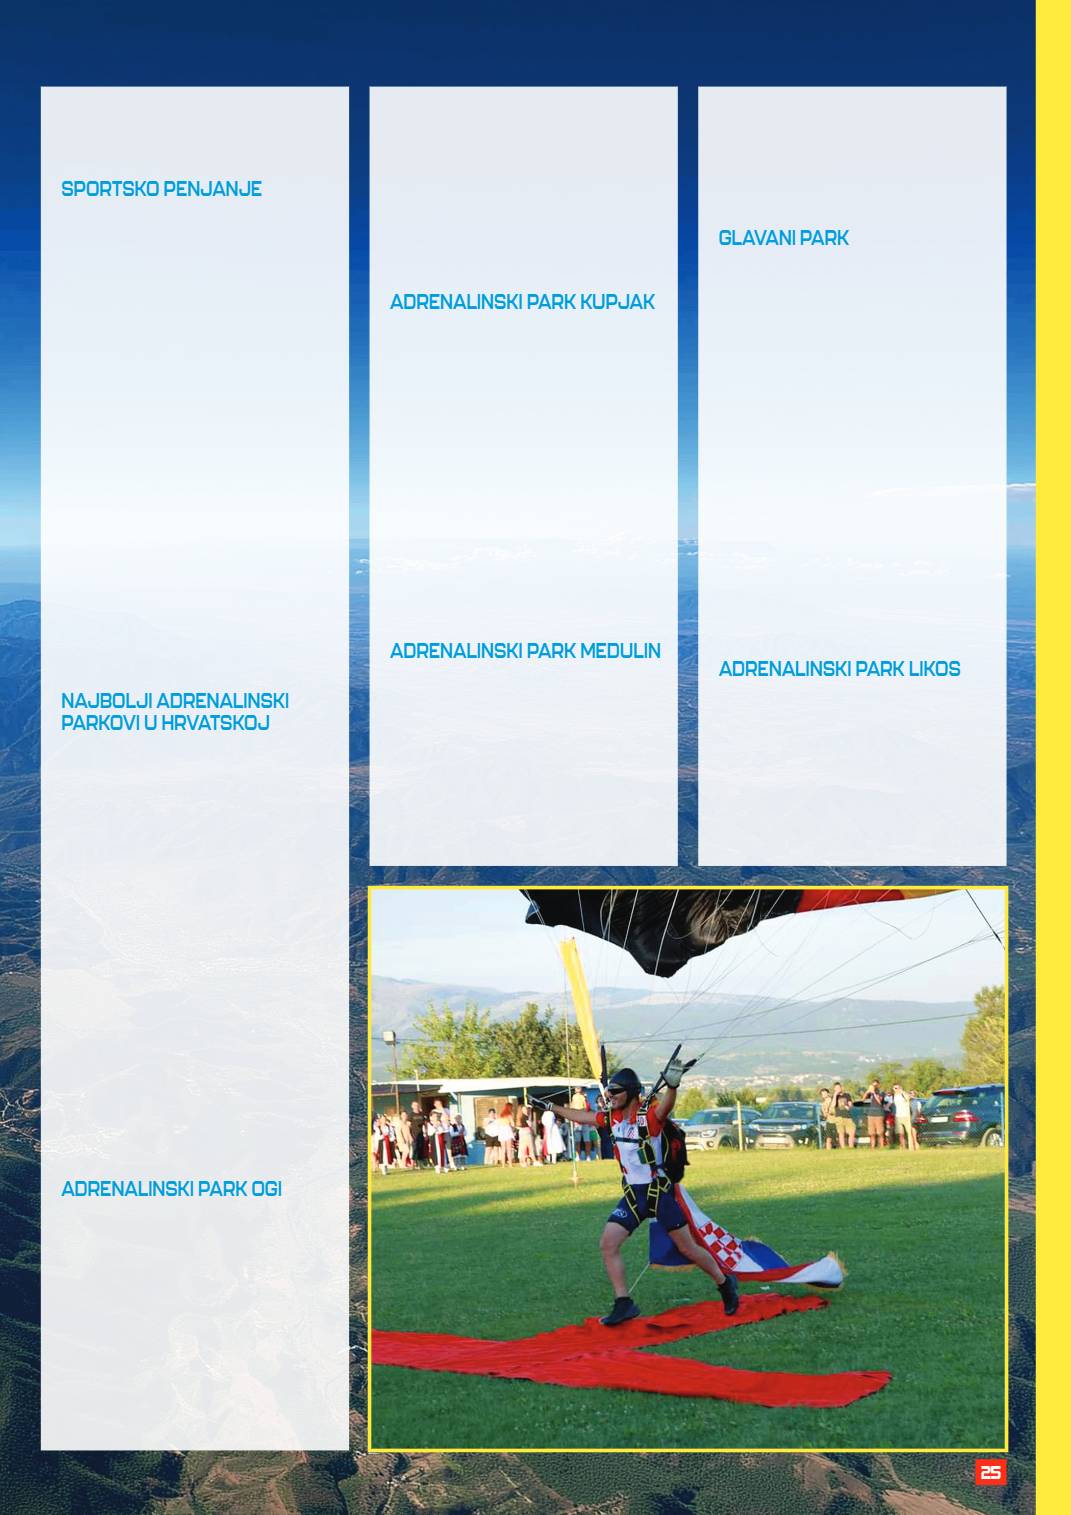 SPORTSKO PENJANJE
NAJBOLJI ADRENALINSKI
PARKOVI U HRVATSKOJ
ADRENALINSKI PARK OGI
ADRENALINSKI PARK KUPJAK
ADRENALINSKI PARK MEDULIN
GLAVANI PARK
ADRENALINSKI PARK LIKOS
25